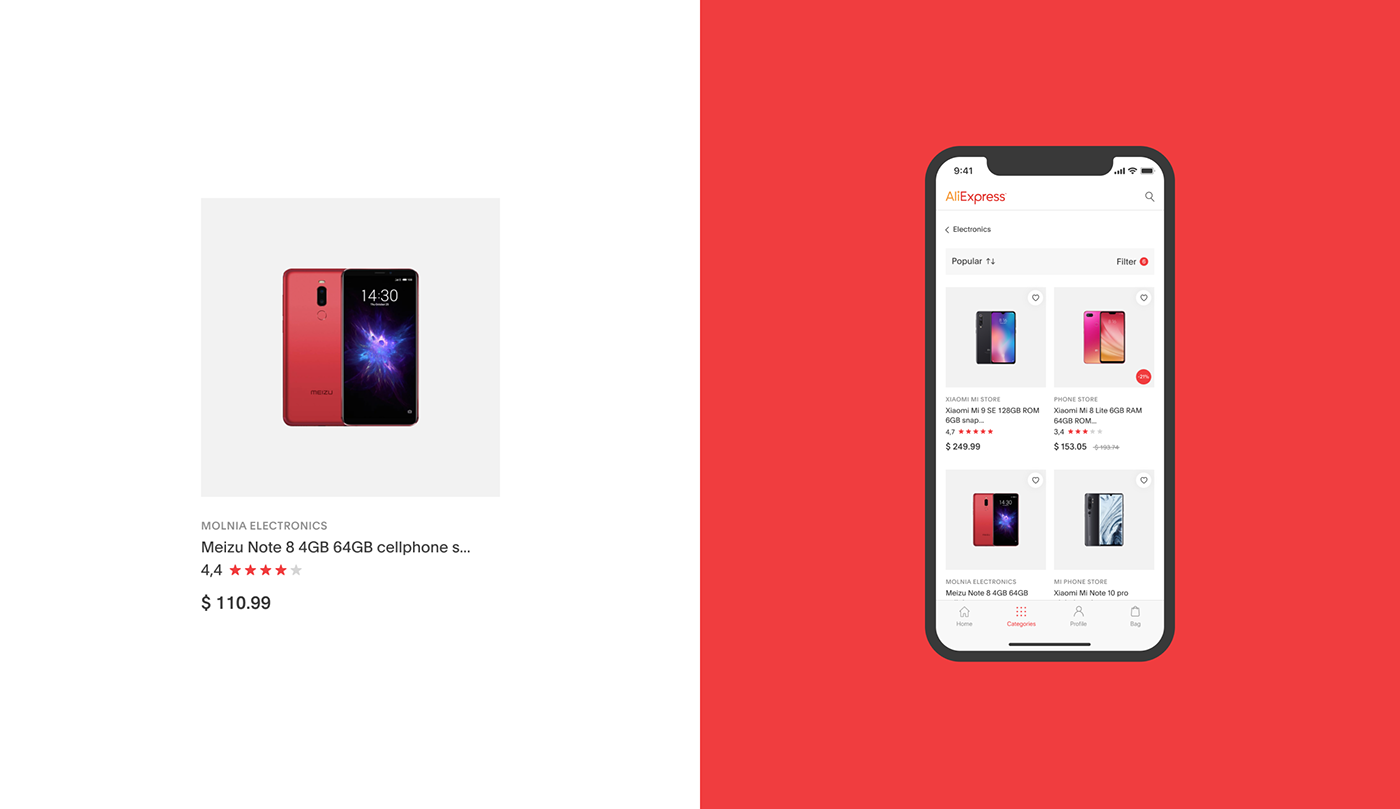 14:30
MEIZU
MOLNIA ELECTRONICS
Meizu Note 8 4GB 64GB cellphone s...
4,4
$ 110.99
9:41
AliExpress
Electronics
Popular
Filter
-21%
XIAOMI MI STORE
Xiaomi Mi 9 SE 128GB ROM
6GB snap...
4,7
$ 249.99
PHONE STORE
Xiaomi Mi 8 Lite 6GB RAM
64GB ROM...
3,4
$ 153.05 $ 193.74
14:30
MOLNIA ELECTRONICS
Meizu Note 8 4GB 64GB
MI PHONE STORE
Xiaomi Mi Note 10 pro
Home
Categories
Profile
Bag